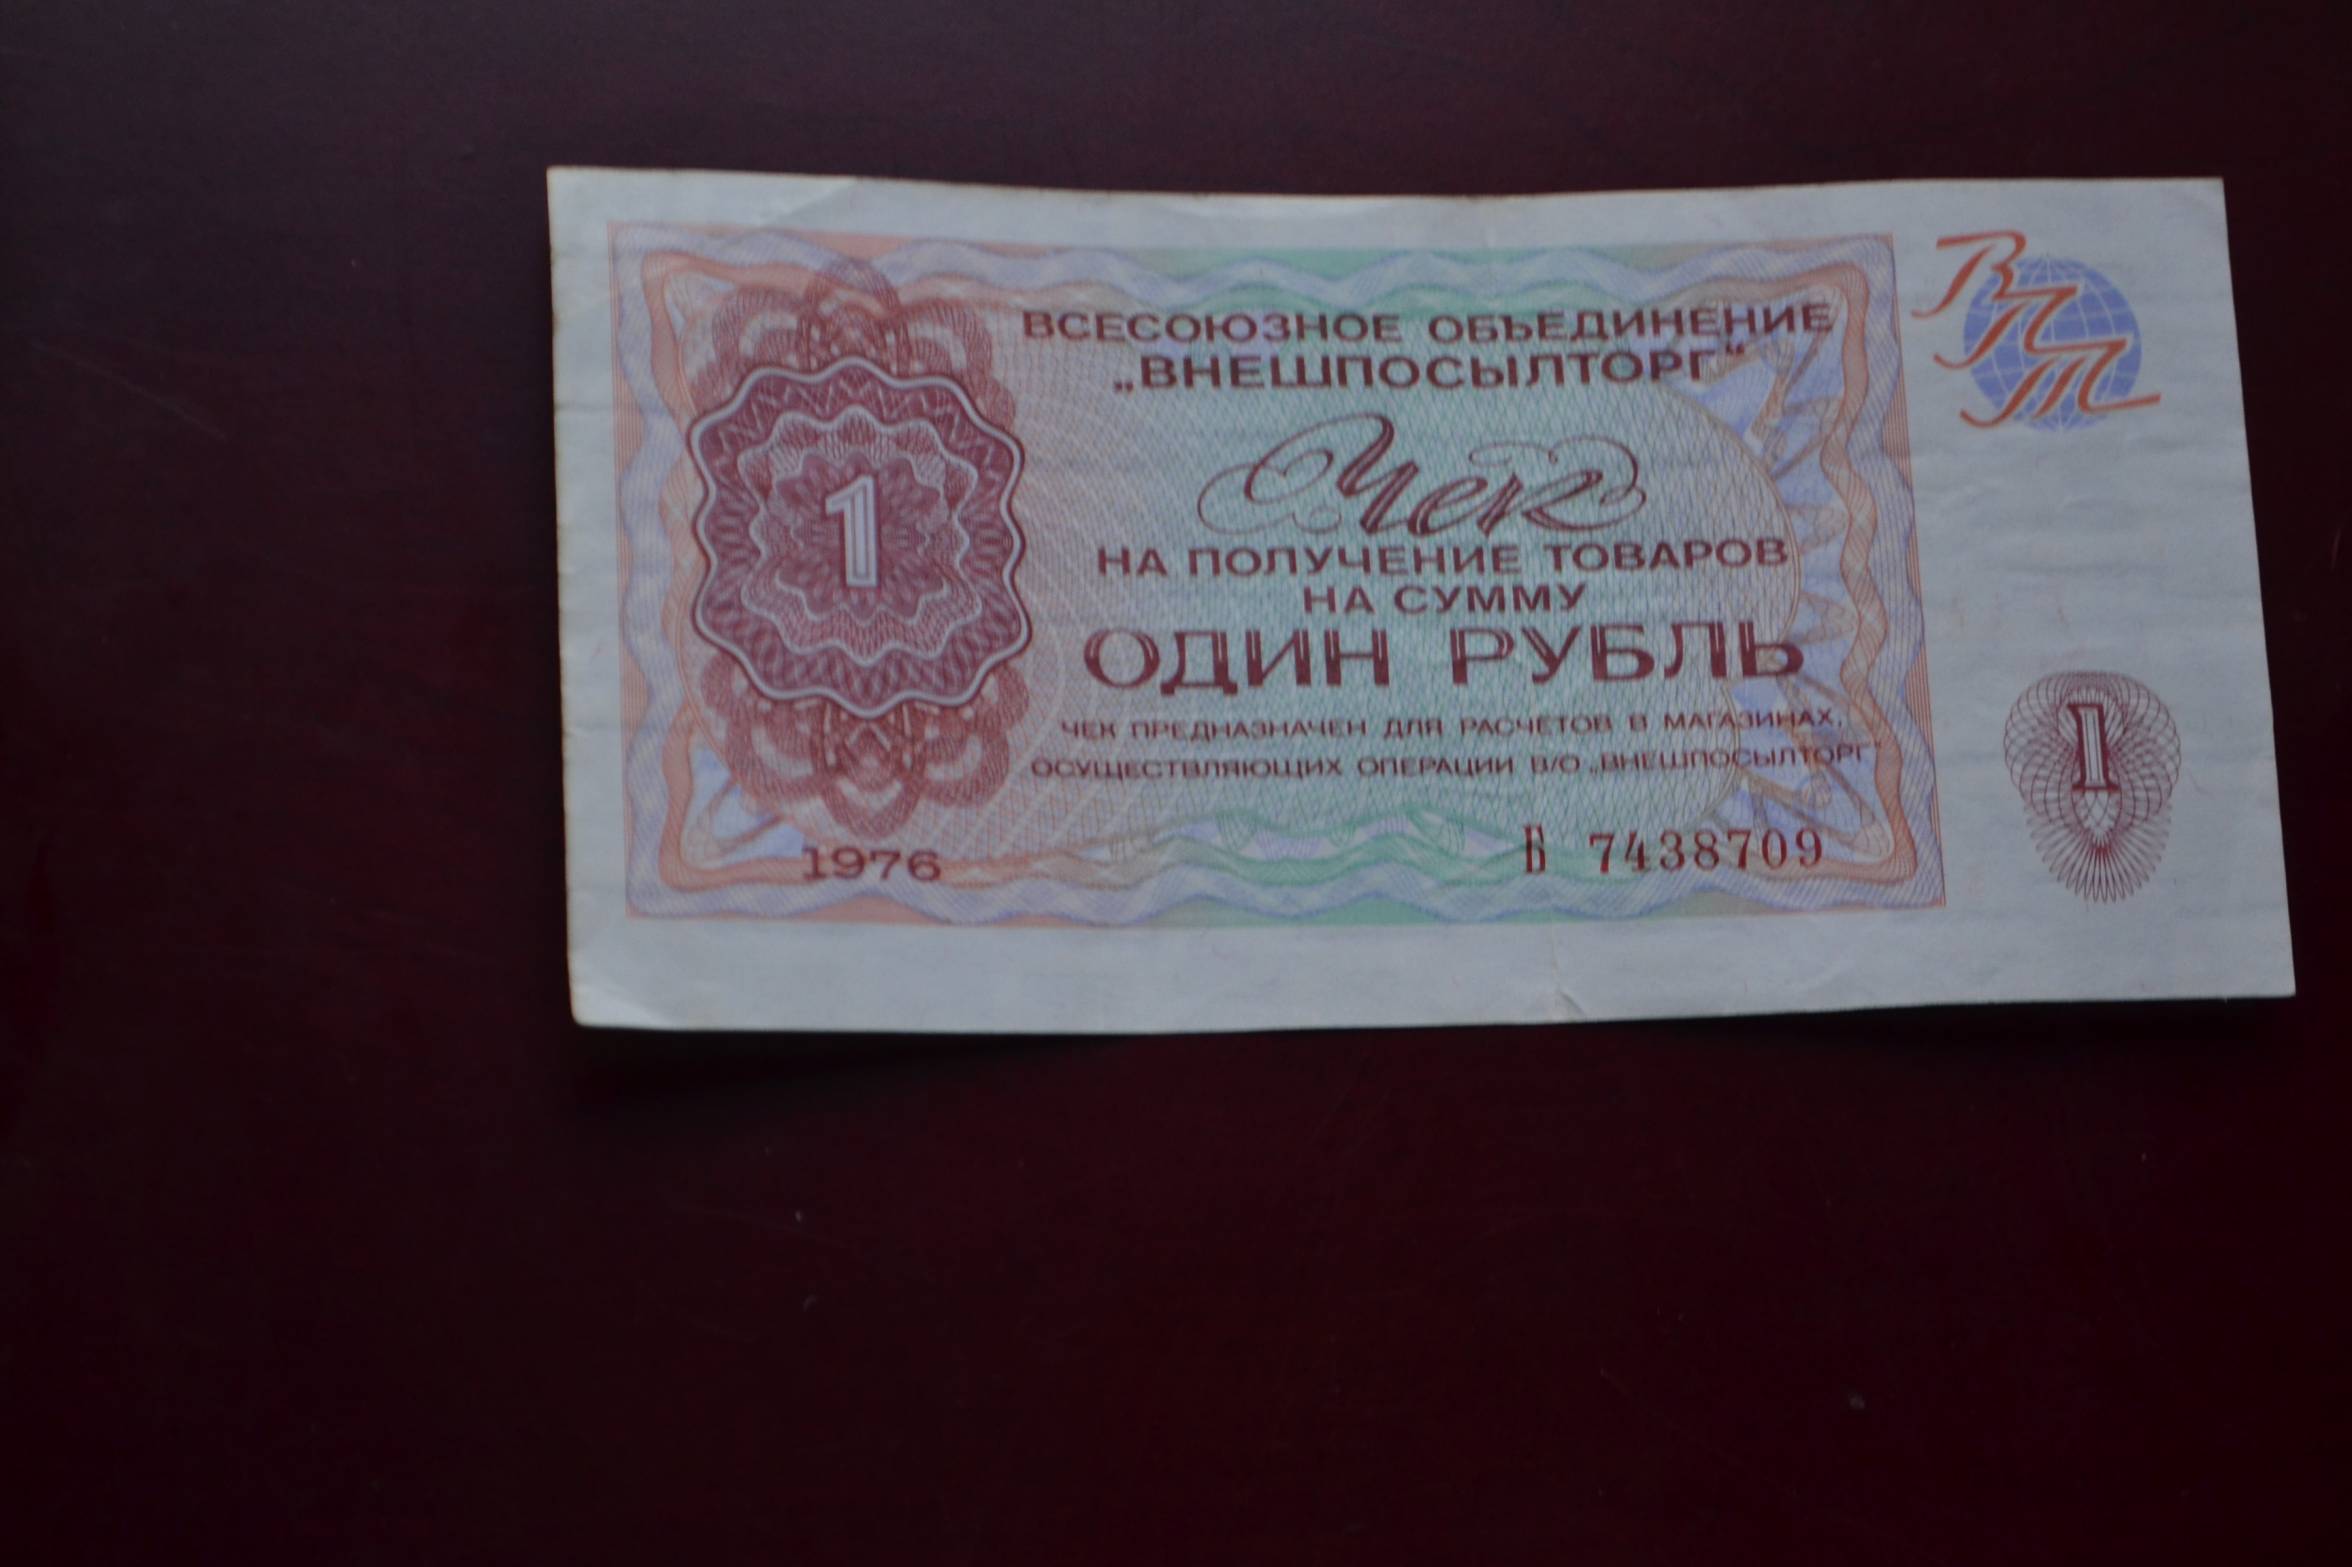 ВСЕСОЮЗНОЕ ОБЪЕДИНЕНИЕ
„ВНЕШПОСЫЛТОРГ“
ВПТ
Чек
1
НА ПОЛУЧЕНИЕ ТОВАРОВ
НА СУММУ
ОДИН РУБЛЬ
ЧЕК ПРЕДНАЗНАЧЕН ДЛЯ РАСЧЕТОВ В МАГАЗИНАХ,
ОСУЩЕСТВЛЯЮЩИХ ОПЕРАЦИИ В/О „ВНЕШПОСЫЛТОРГ“
1
1976
Б 7438709